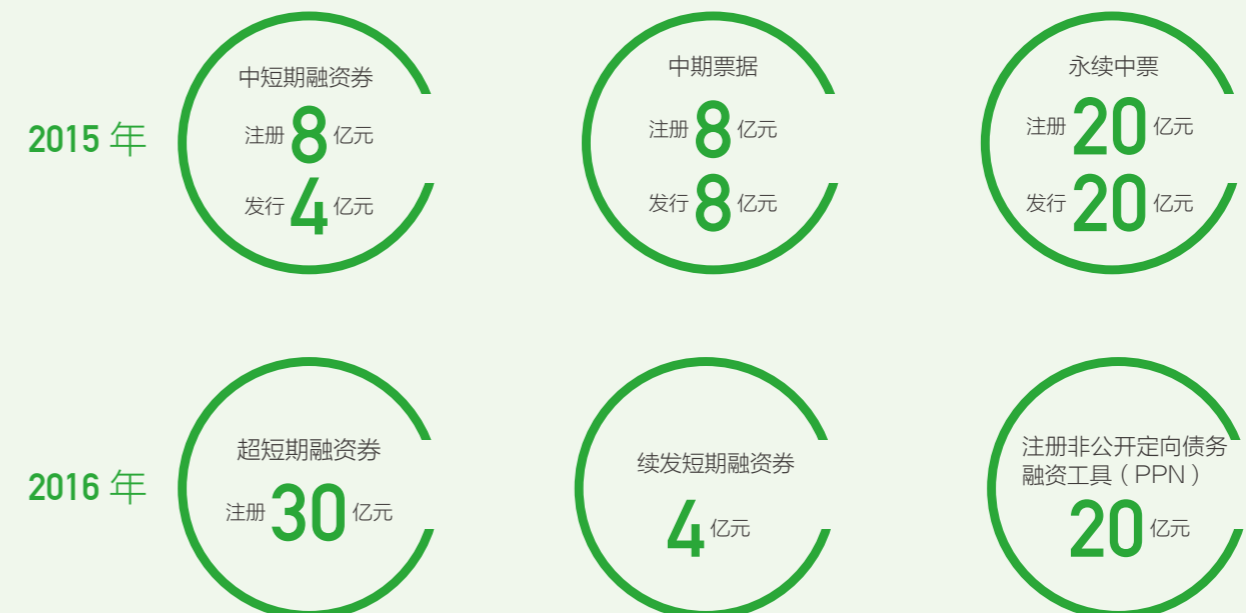 2015 年
中短期融资券
注册 8 亿元
发行 4 亿元
中期票据
注册 8 亿元
发行 8 亿元
永续中票
注册 20 亿元
发行 20 亿元
2016 年
超短期融资券
注册 30 亿元
续发短期融资券
4 亿元
注册非公开定向债务
融资工具（PPN）
20 亿元